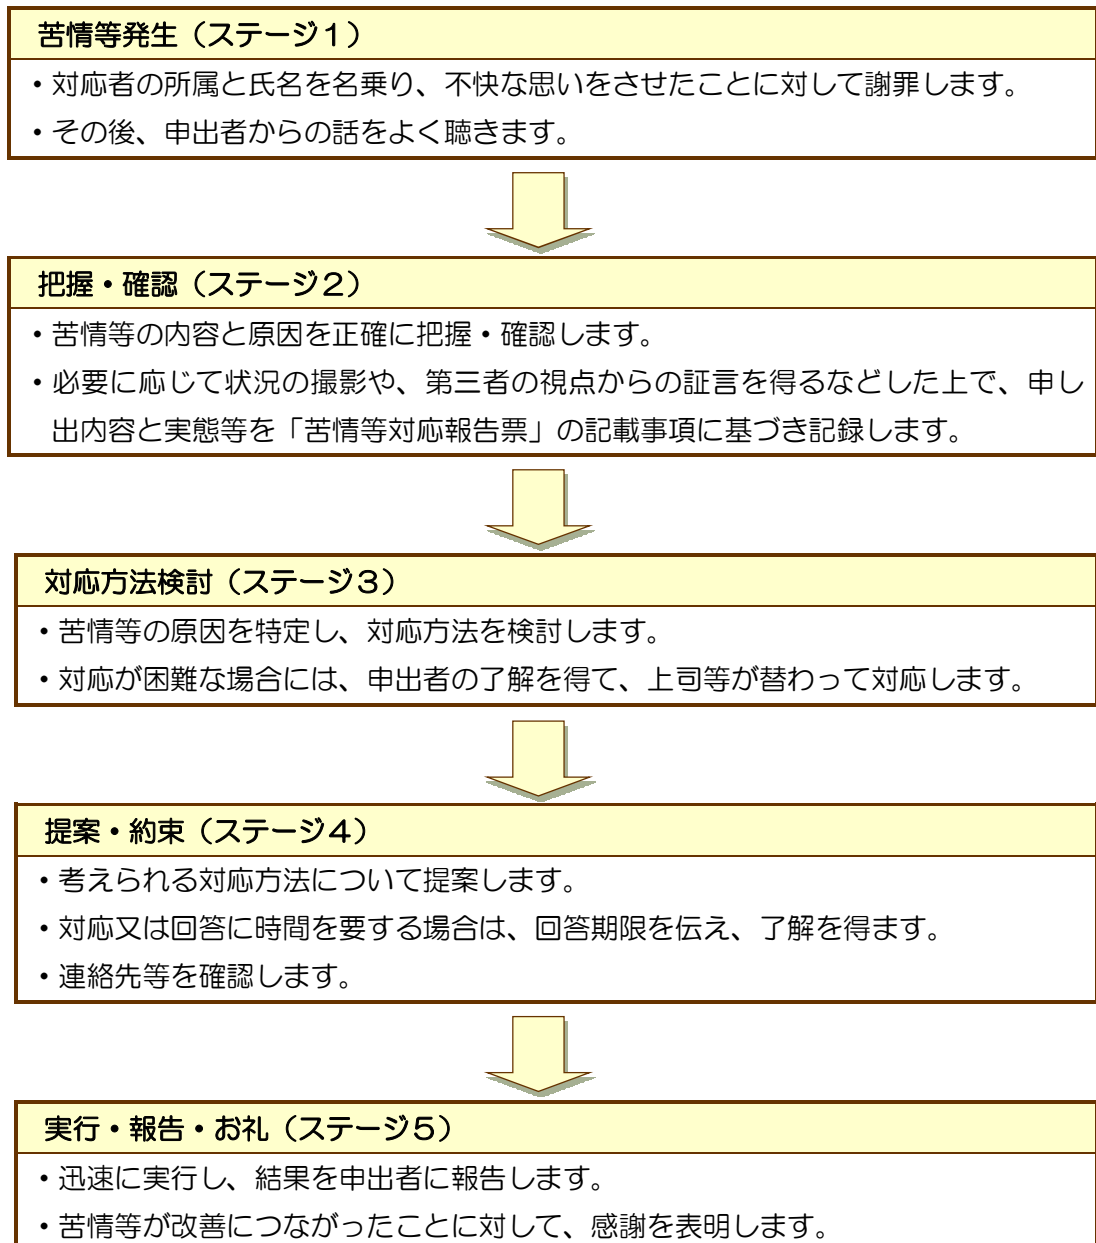 苦情等発生（ステージ１）
・対応者の所属と氏名を名乗り、不快な思いをさせたことに対して謝罪します。
・その後、申出者からの話をよく聴きます。
把握・確認（ステージ２）
・苦情等の内容と原因を正確に把握・確認します。
・必要に応じて状況の撮影や、第三者の視点からの証言を得るなどした上で、申し
出内容と実態等を「苦情等対応報告票」の記載事項に基づき記録します。
対応方法検討（ステージ３）
・苦情等の原因を特定し、対応方法を検討します。
・対応が困難な場合には、申出者の了解を得て、上司等が替わって対応します。
提案・約束（ステージ４）
・考えられる対応方法について提案します。
・対応又は回答に時間を要する場合は、回答期限を伝え、了解を得ます。
・連絡先等を確認します。
実行・報告・お礼（ステージ５）
・迅速に実行し、結果を申出者に報告します。
・苦情等が改善につながったことに対して、感謝を表明します。